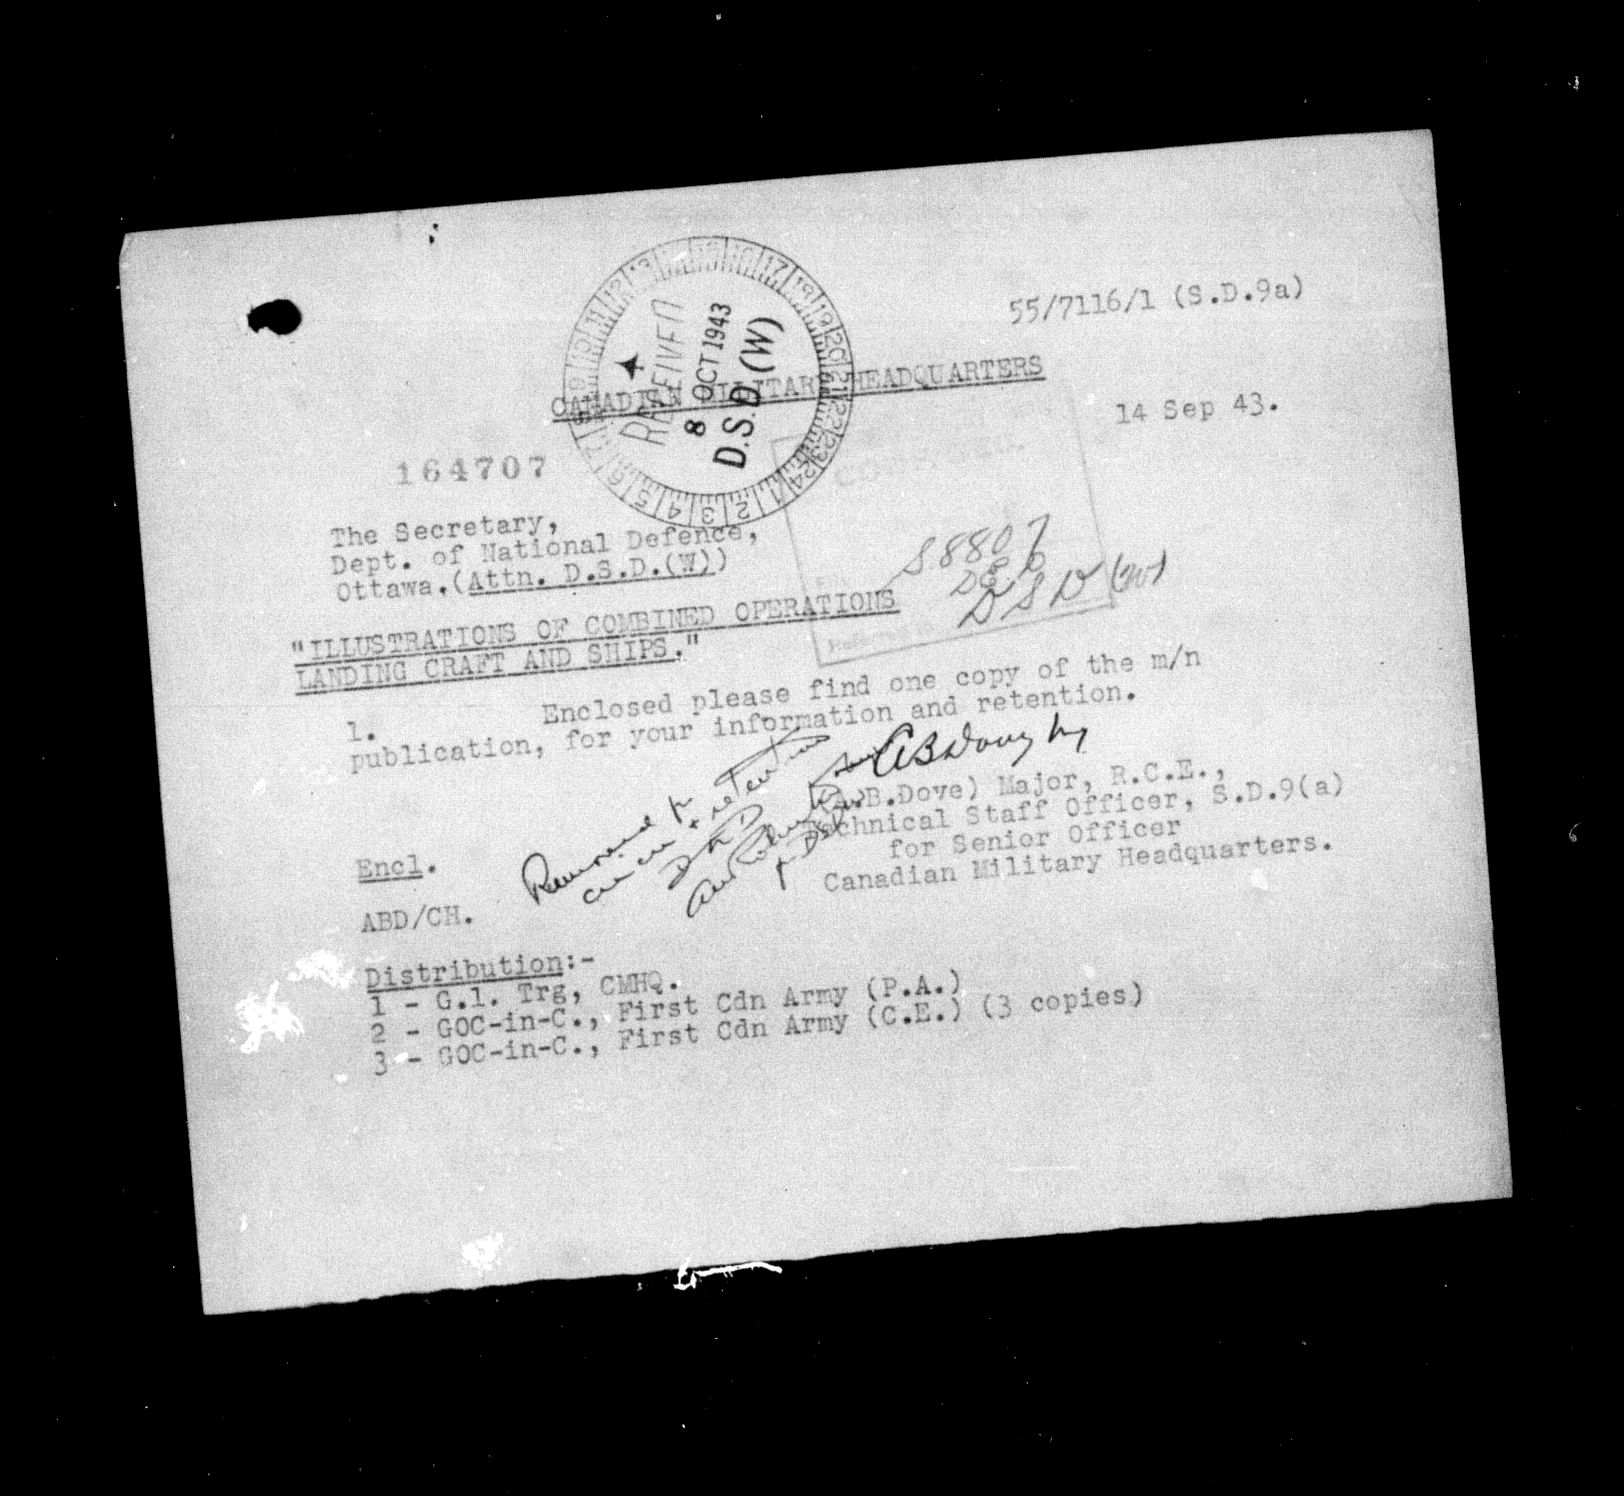 55/7116/1 (S.D.9a)
RECEIVED
8 OCT 1943
D.S.D.(W)
CANADIAN MILITARY HEADQUARTERS
14 Sep 43.
164707
The Secretary,
Dept. of National Defence,
Ottawa.(Attn. D.S.D.(W))
S8807
DSD (W)
"ILLUSTRATIONS OF COMBINED OPERATIONS
LANDING CRAFT AND SHIPS."
1. Enclosed please find one copy of the m/n
publication, for your information and retention.
(A.B.Dove) Major, R.C.E.,
Technical Staff Officer, S.D.9(a)
for Senior Officer
Canadian Military Headquarters.
Encl.
ABD/CH.
Distribution:-
1 - G.1. Trg, CMHQ.
2 - GOC-in-C., First Cdn Army (P.A.)
3 - GOC-in-C., First Cdn Army (C.E.) (3 copies)